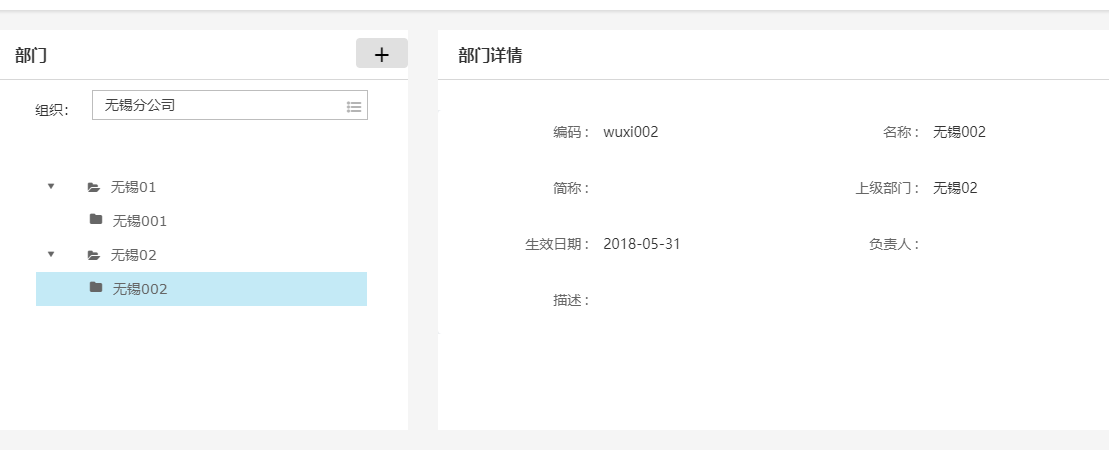 部门
+
组织：
无锡分公司
无锡01
无锡001
无锡02
无锡002
部门详情
编码： wuxi002
名称： 无锡002
简称：
上级部门： 无锡02
生效日期： 2018-05-31
负责人：
描述：